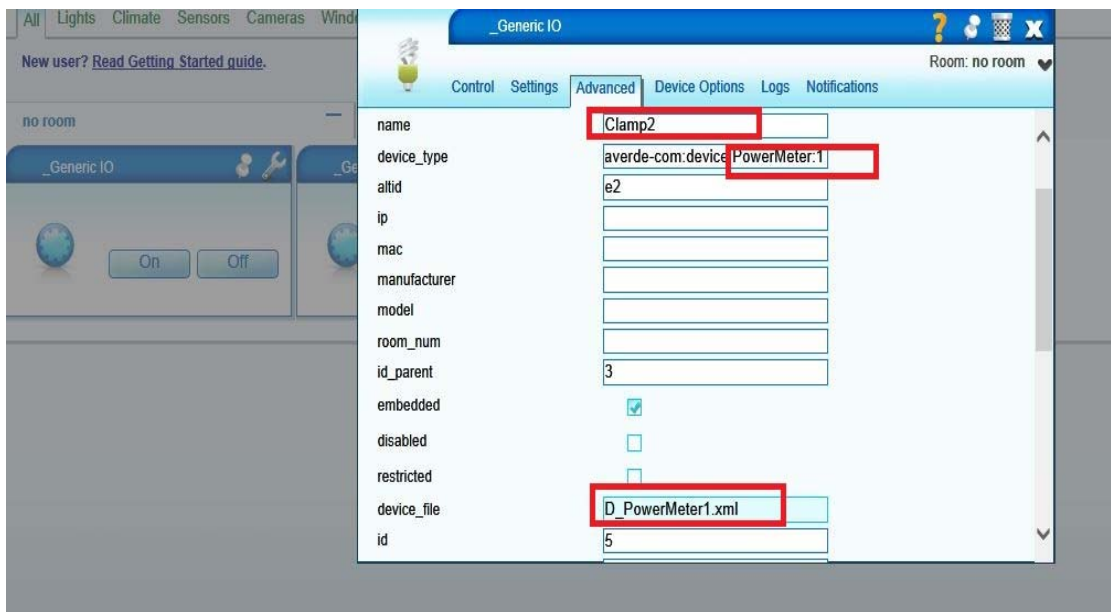 All Lights Climate Sensors Cameras
New user? Read Getting Started guide.
no room
_Generic IO
On Off
_Generic IO
Room: no room
Control Settings Advanced Device Options Logs Notifications
name Clamp2
device_type averde-com:device PowerMeter:1
altid e2
ip
mac
manufacturer
model
room_num
id_parent 3
embedded
disabled
restricted
device_file D_PowerMeter1.xml
id 5